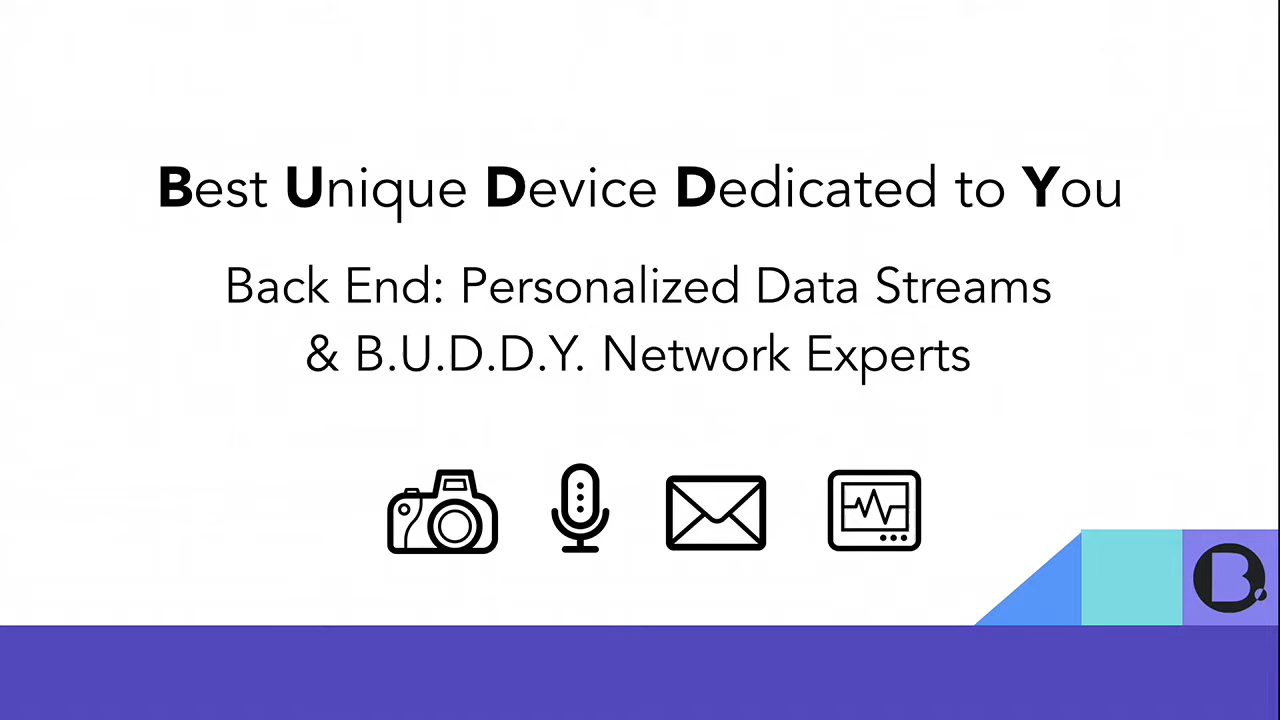 Best Unique Device Dedicated to You
Back End: Personalized Data Streams
& B.U.D.D.Y. Network Experts
B.